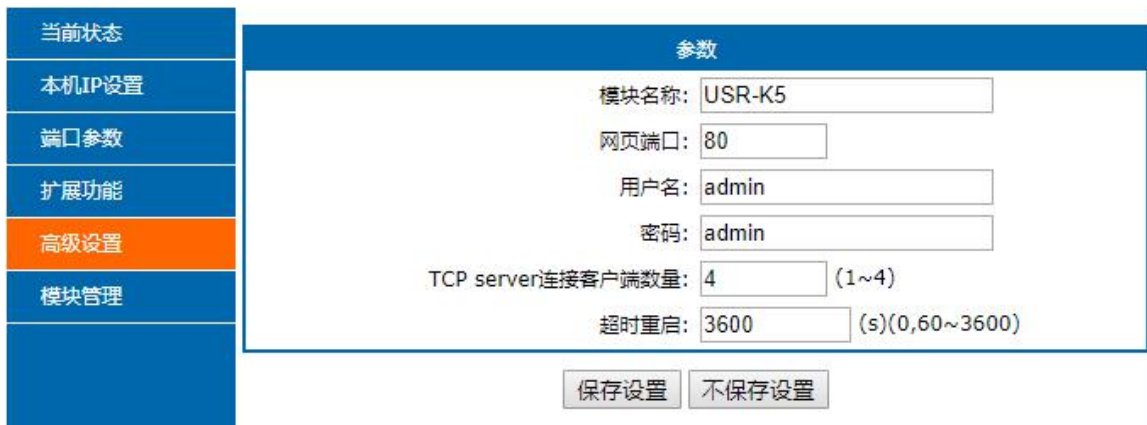 当前状态
本机IP设置
端口参数
扩展功能
高级设置
模块管理
参数
模块名称: USR-K5
网页端口: 80
用户名: admin
密码: admin
TCP server连接客户端数量: 4 (1~4)
超时重启: 3600 (s)(0,60~3600)
保存设置 不保存设置